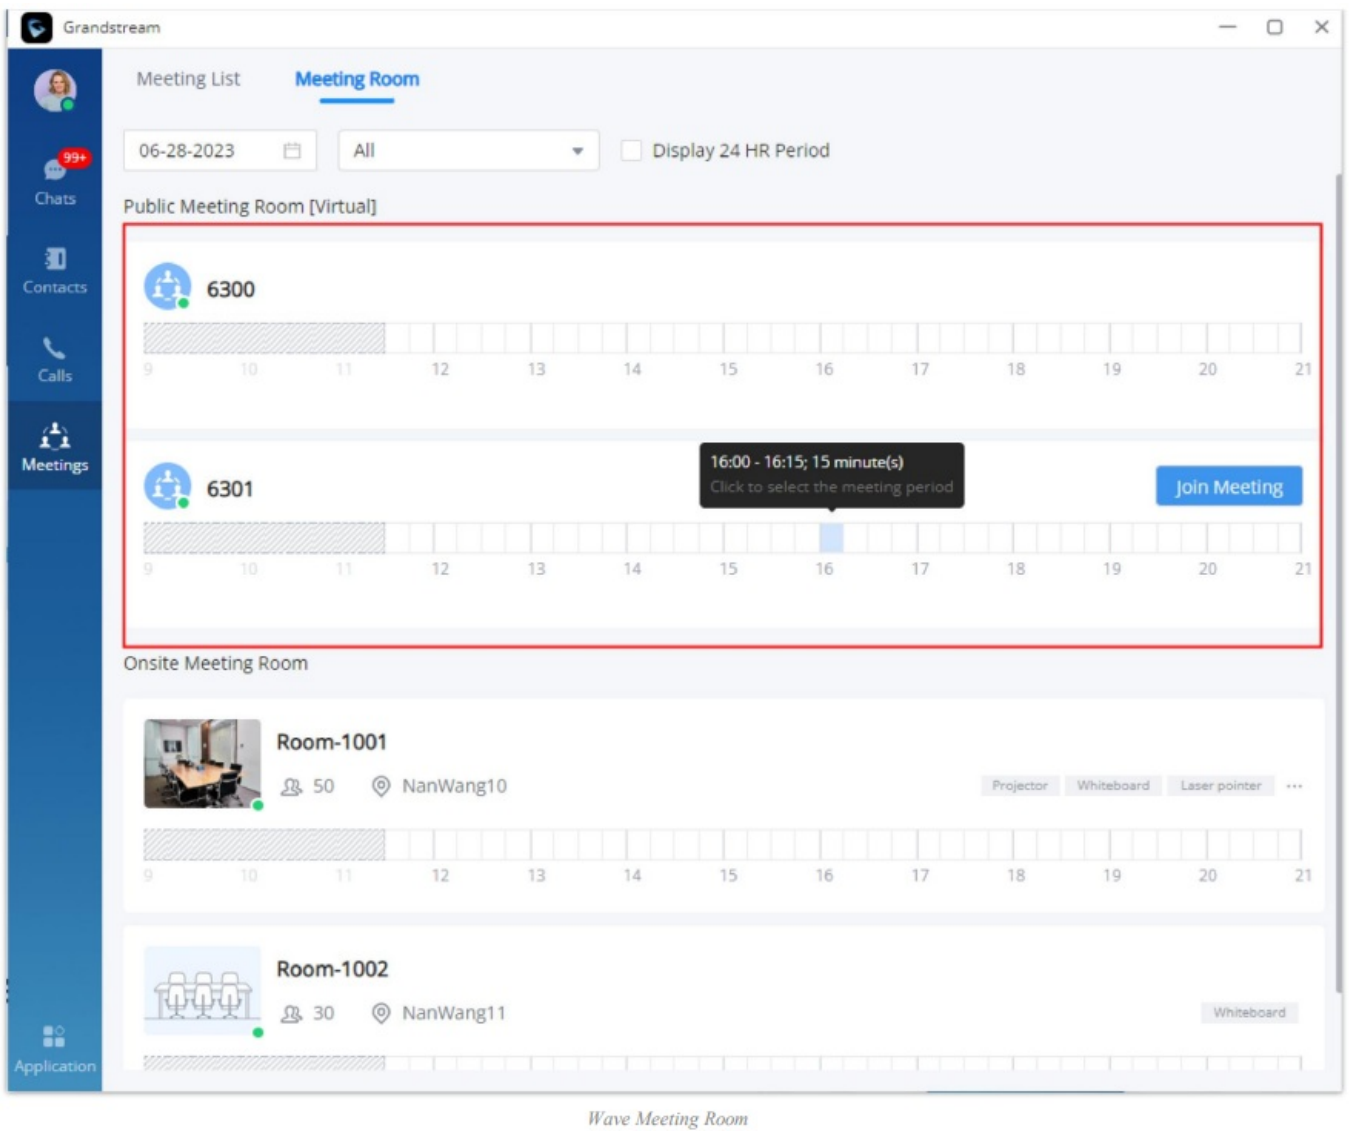 Grandstream
Meeting List Meeting Room
06-28-2023 All Display 24 HR Period
99+
Chats
Public Meeting Room [Virtual]
Contacts
6300
9 10 11 12 13 14 15 16 17 18 19 20 21
Calls
Meetings
16:00 - 16:15; 15 minute(s)
Click to select the meeting period
6301
Join Meeting
9 10 11 12 13 14 15 16 17 18 19 20 21
Onsite Meeting Room
Room-1001
50 NanWang10 Projector Whiteboard Laser pointer ...
9 10 11 12 13 14 15 16 17 18 19 20 21
Room-1002
30 NanWang11 Whiteboard
Application
Wave Meeting Room